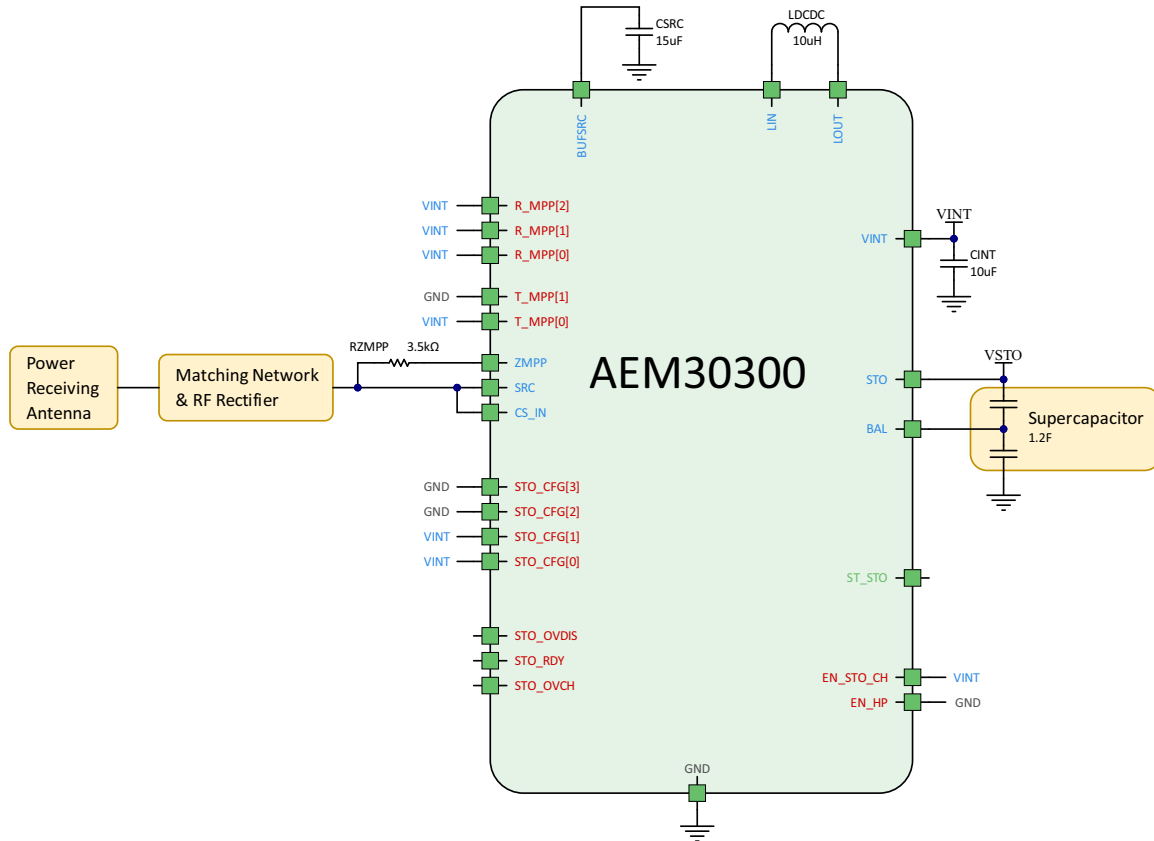 CSRC
15uF
LDCDC
10uH
BUFSRC
LIN
LOUT
VINT R_MPP[2]
VINT R_MPP[1]
VINT R_MPP[0]
GND T_MPP[1]
VINT T_MPP[0]
RZMPP 3.5kΩ
ZMPP
SRC
CS_IN
Power
Receiving
Antenna
Matching Network
& RF Rectifier
AEM30300
VINT
VINT
CINT
10uF
VSTO
STO
BAL
Supercapacitor
1.2F
GND STO_CFG[3]
GND STO_CFG[2]
VINT STO_CFG[1]
VINT STO_CFG[0]
ST_STO
STO_OVDIS
STO_RDY
STO_OVCH
EN_STO_CH VINT
EN_HP GND
GND